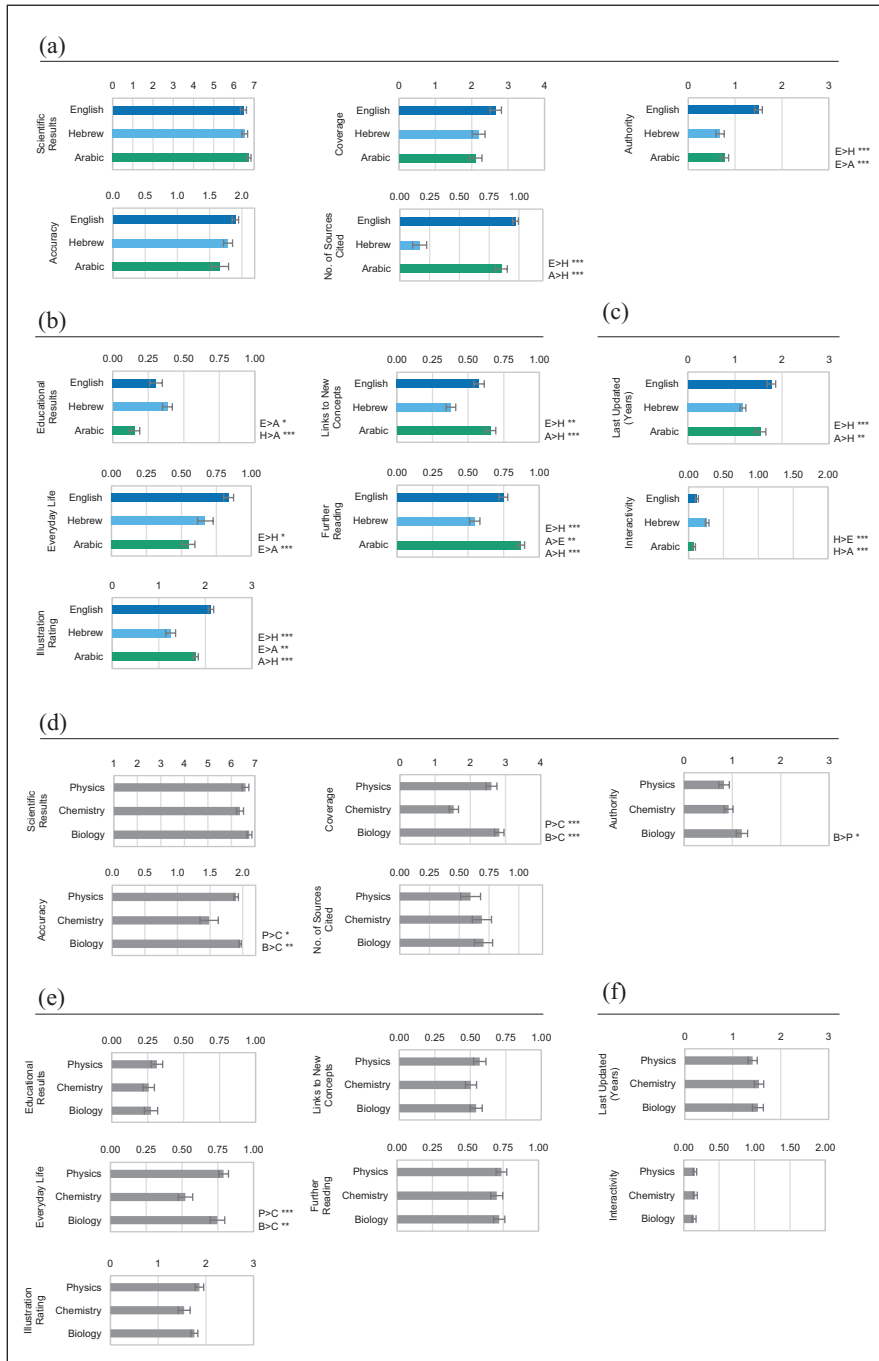 (a)
0 1 2 3 4 5 6 7
Scientific
Results
English
Hebrew
Arabic
0 1 2 3 4
Coverage
English
Hebrew
Arabic
0 1 2 3
Authority
English
Hebrew
Arabic
E>H ***
E>A ***
0.0 0.5 1.0 1.5 2.0
Accuracy
English
Hebrew
Arabic
0.00 0.25 0.50 0.75 1.00
No. of Sources
Cited
English
Hebrew
Arabic
E>H ***
A>H ***
(b)
0.00 0.25 0.50 0.75 1.00
Educational
Results
English
Hebrew
Arabic
E>A *
H>A ***
0.00 0.25 0.50 0.75 1.00
Links to New
Concepts
English
Hebrew
Arabic
E>H **
A>H ***
0.00 0.25 0.50 0.75 1.00
Everyday Life
English
Hebrew
Arabic
E>H *
E>A ***
0.00 0.25 0.50 0.75 1.00
Further
Reading
English
Hebrew
Arabic
E>H ***
A>E **
A>H ***
0 1 2 3
Illustration
Rating
English
Hebrew
Arabic
E>H ***
E>A **
A>H ***
(c)
0 1 2 3
Last Updated
(Years)
English
Hebrew
Arabic
E>H ***
A>H **
0.00 0.50 1.00 1.50 2.00
Interactivity
English
Hebrew
Arabic
H>E ***
H>A ***
(d)
1 2 3 4 5 6 7
Scientific
Results
Physics
Chemistry
Biology
0 1 2 3 4
Coverage
Physics
Chemistry
Biology
P>C ***
B>C ***
0 1 2 3
Authority
Physics
Chemistry
Biology
B>P *
0.0 0.5 1.0 1.5 2.0
Accuracy
Physics
Chemistry
Biology
P>C *
B>C **
0.00 0.25 0.50 0.75 1.00
No. of Sources
Cited
Physics
Chemistry
Biology
(e)
0.00 0.25 0.50 0.75 1.00
Educational
Results
Physics
Chemistry
Biology
0.00 0.25 0.50 0.75 1.00
Links to New
Concepts
Physics
Chemistry
Biology
0.00 0.25 0.50 0.75 1.00
Everyday Life
Physics
Chemistry
Biology
P>C ***
B>C **
0.00 0.25 0.50 0.75 1.00
Further
Reading
Physics
Chemistry
Biology
0 1 2 3
Illustration
Rating
Physics
Chemistry
Biology
(f)
0 1 2 3
Last Updated
(Years)
Physics
Chemistry
Biology
0.00 0.50 1.00 1.50 2.00
Interactivity
Physics
Chemistry
Biology